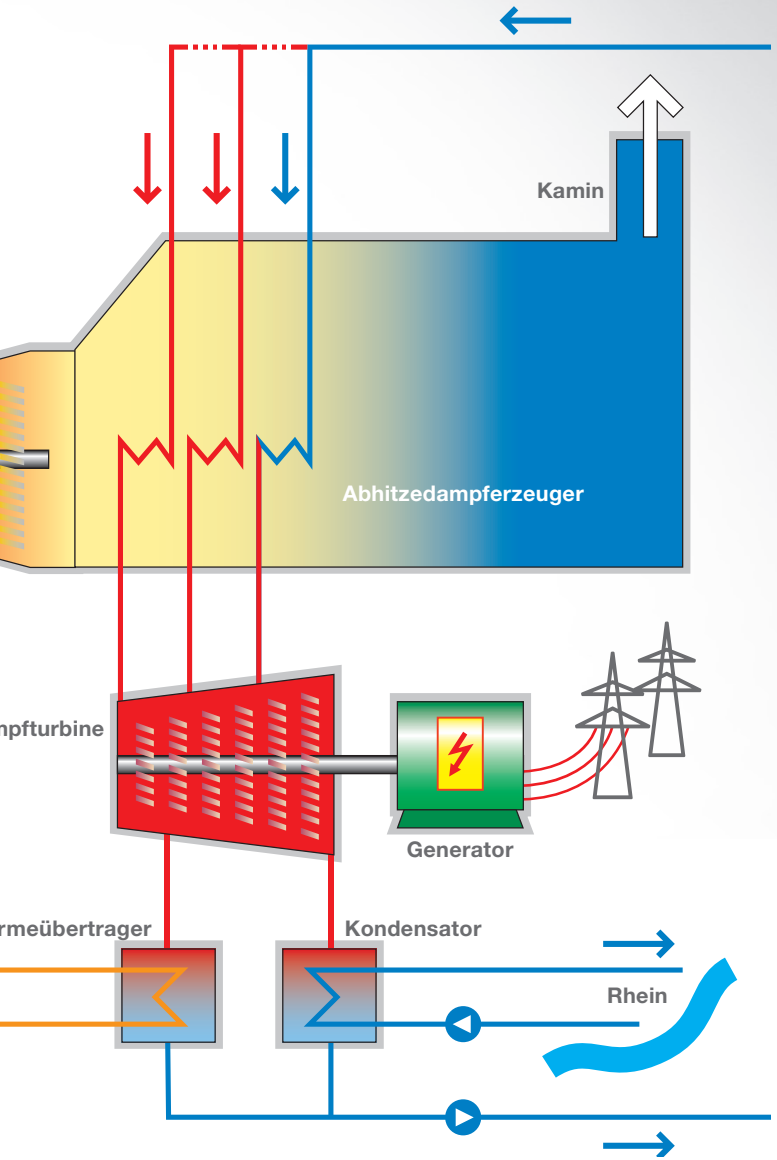 Kamin
Abhitzedampferzeuger
mpfturbine
Generator
rmeübertrager
Kondensator
Rhein